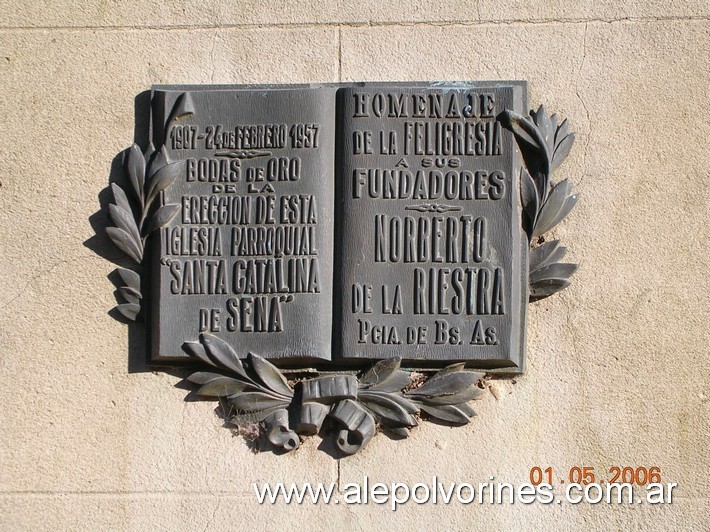 1907-24 DE FEBRERO 1957
BODAS DE ORO
DE LA
ERECCION DE ESTA
IGLESIA PARROQUIAL
"SANTA CATALINA
DE SENA"
HOMENAJE
DE LA FELIGRESIA
A SUS
FUNDADORES
NORBERTO
DE LA RIESTRA
PCIA. DE BS. AS.
01.05.2006
www.alepolvorines.com.ar